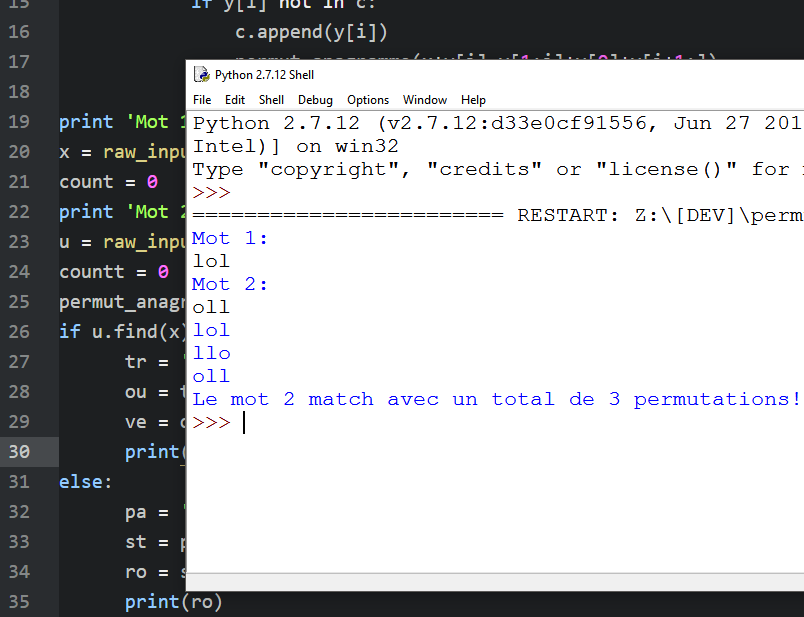 15 if y[i] not in c:
16 c.append(y[i])
17
18
19 print 'Mot 1
20 x = raw_inpu
21 count = 0
22 print 'Mot 2
23 u = raw_inpu
24 countt = 0
25 permut_anagr
26 if u.find(x)
27 tr = '
28 ou = t
29 ve = c
30 print(
31 else:
32 pa = '
33 st = p
34 ro = s
35 print(ro)
Python 2.7.12 Shell
File Edit Shell Debug Options Window Help
Python 2.7.12 (v2.7.12:d33e0cf91556, Jun 27 201
Intel)] on win32
Type "copyright", "credits" or "license()" for
>>>
======================== RESTART: Z:\[DEV]\perm
Mot 1:
lol
Mot 2:
oll
lol
llo
oll
Le mot 2 match avec un total de 3 permutations!
>>>